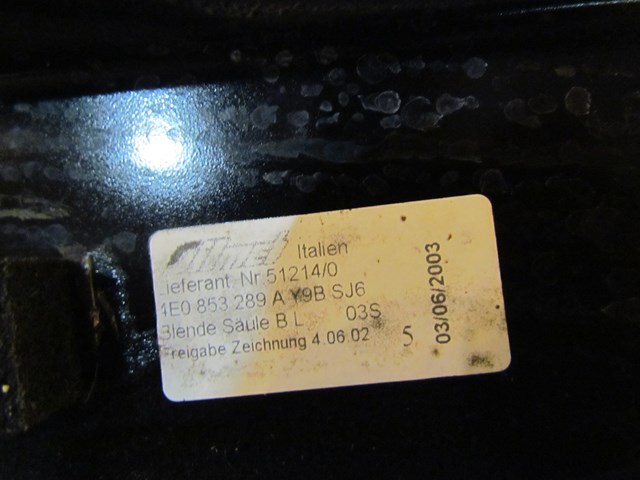 Italien
Lieferant Nr 51214/0
4E0 853 289 A Y9B SJ6
Blende Säule B L 03S
Freigabe Zeichnung 4.06.02 5
03/06/2003